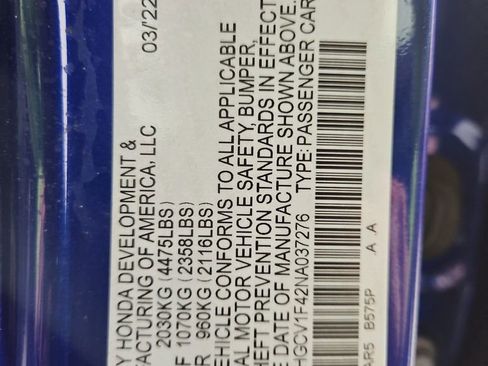 Y HONDA DEVELOPMENT & 03/22
TURING OF AMERICA, LLC
2030KG (4475LBS)
F 1070KG (2358LBS)
R 960KG (2116LBS)
EHICLE CONFORMS TO ALL APPLICABLE
AL MOTOR VEHICLE SAFETY, BUMPER,
HEFT PREVENTION STANDARDS IN EFFECT
E DATE OF MANUFACTURE SHOWN ABOVE.
HGCV1F42NA037276 TYPE: PASSENGER CAR
AR5 B575P A A